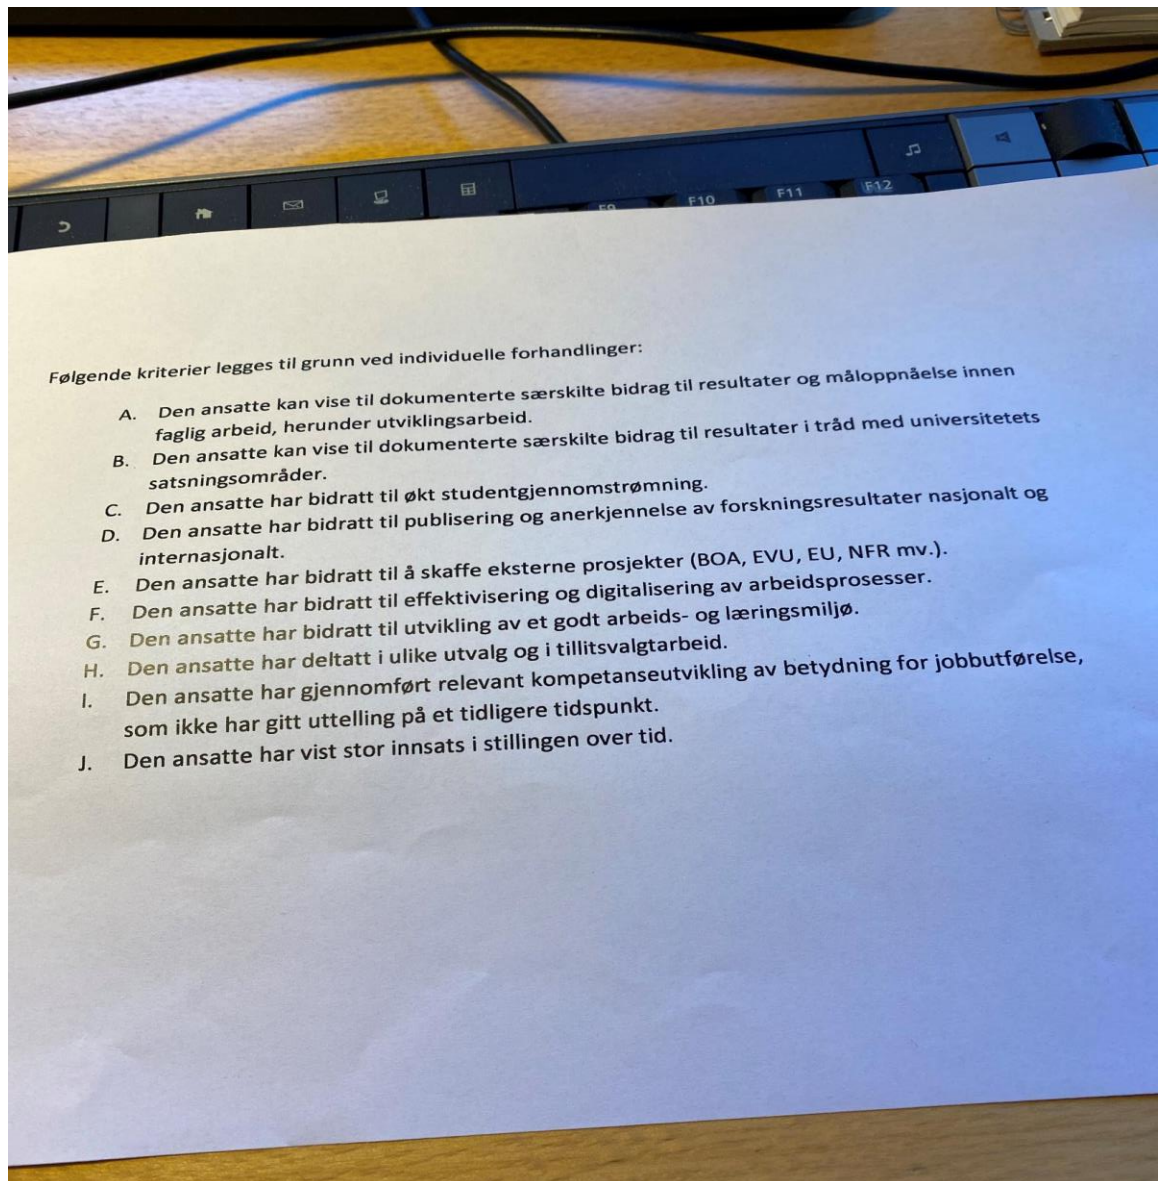 F9
F10
F11
F12
Følgende kriterier legges til grunn ved individuelle forhandlinger:
A. Den ansatte kan vise til dokumenterte særskilte bidrag til resultater og måloppnåelse innen
faglig arbeid, herunder utviklingsarbeid.
B. Den ansatte kan vise til dokumenterte særskilte bidrag til resultater i tråd med universitetets
satsningsområder.
C. Den ansatte har bidratt til økt studentgjennomstrømning.
D. Den ansatte har bidratt til publisering og anerkjennelse av forskningsresultater nasjonalt og
internasjonalt.
E. Den ansatte har bidratt til å skaffe eksterne prosjekter (BOA, EVU, EU, NFR mv.).
F. Den ansatte har bidratt til effektivisering og digitalisering av arbeidsprosesser.
G. Den ansatte har bidratt til utvikling av et godt arbeids- og læringsmiljø.
H. Den ansatte har deltatt i ulike utvalg og i tillitsvalgtarbeid.
I. Den ansatte har gjennomført relevant kompetanseutvikling av betydning for jobbutførelse,
som ikke har gitt uttelling på et tidligere tidspunkt.
J. Den ansatte har vist stor innsats i stillingen over tid.